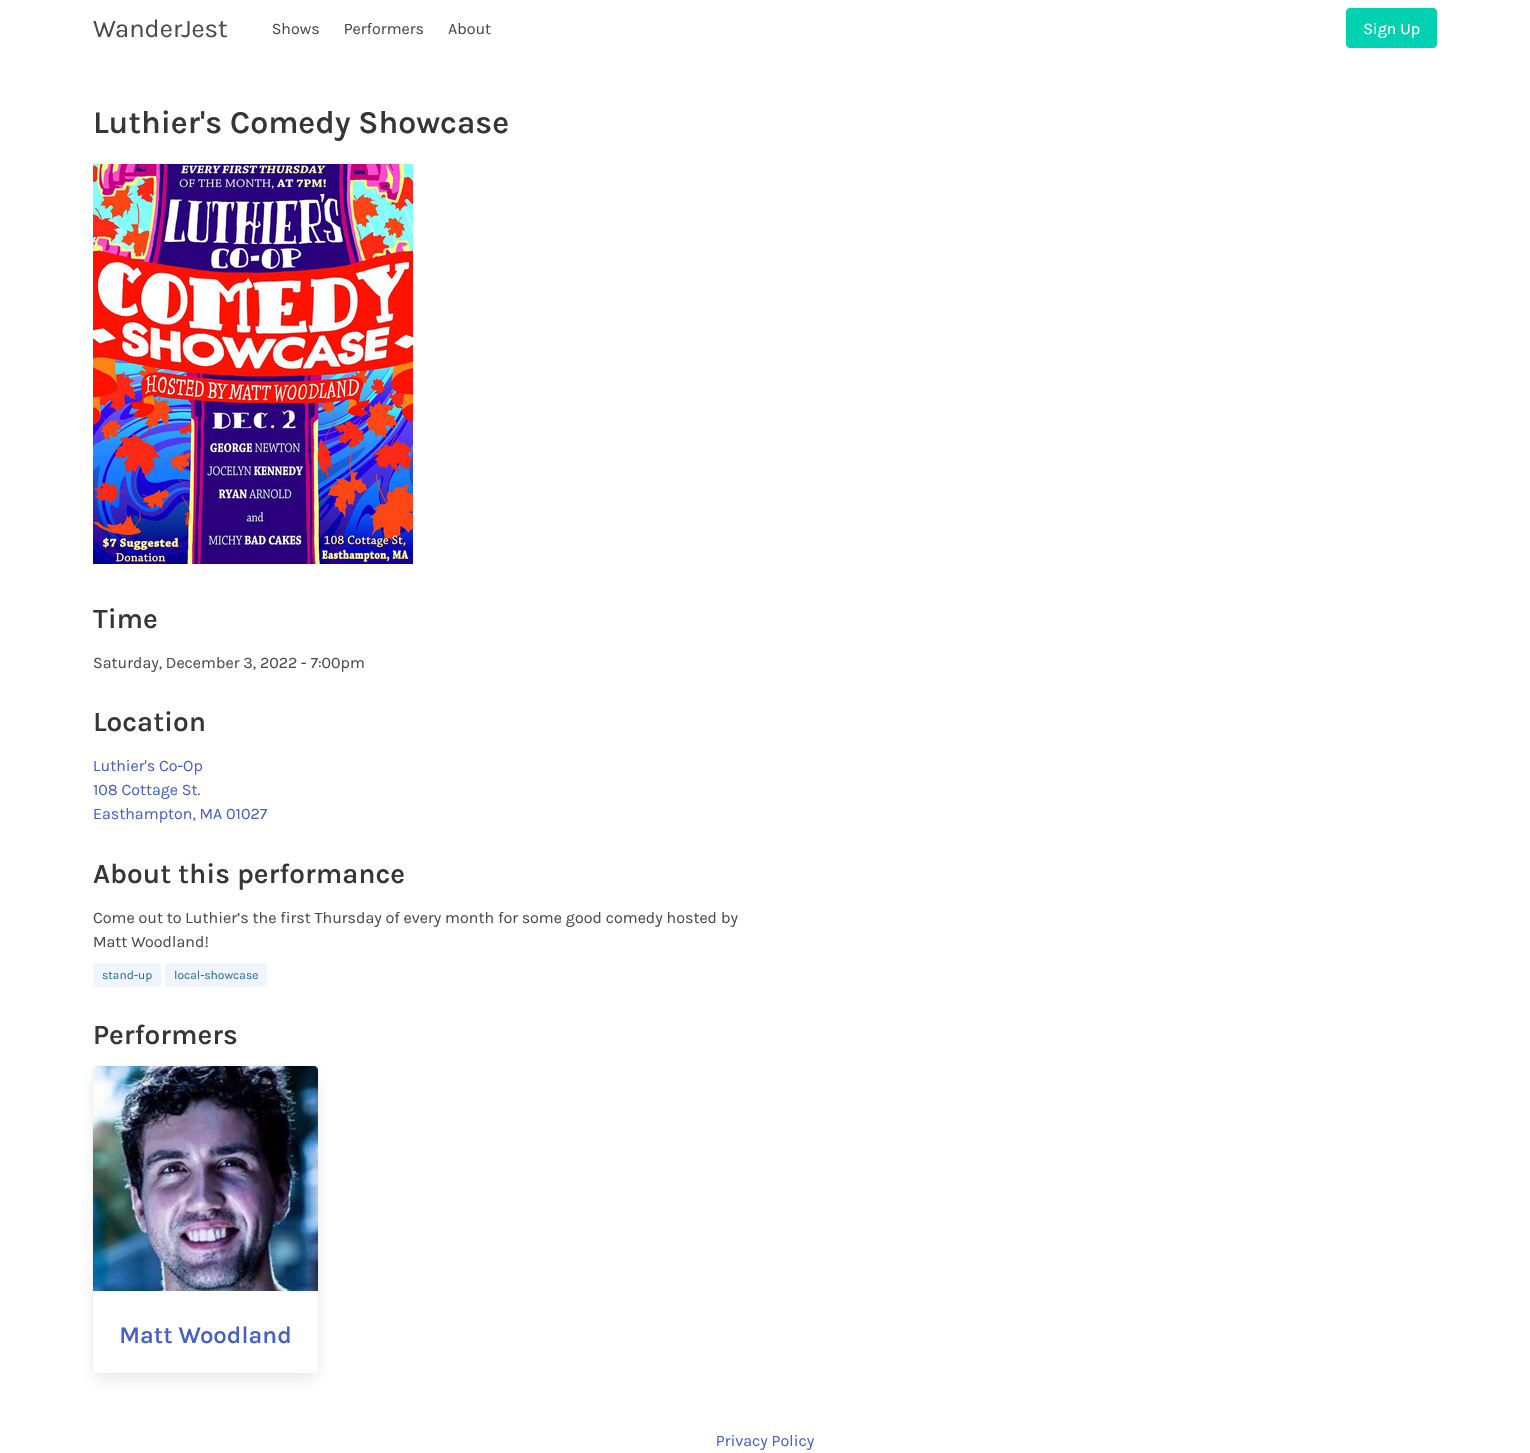 WanderJest
Shows
Performers
About
Sign Up
Luthier's Comedy Showcase
EVERY FIRST THURSDAY
OF THE MONTH, AT 7PM!
LUTHIER'S
CO-OP
COMEDY
SHOWCASE
HOSTED BY MATT WOODLAND
DEC. 2
GEORGE NEWTON
JOCELYN KENNEDY
RYAN ARNOLD
and
MICHY BAD CAKES
$7 Suggested
Donation
108 Cottage St,
Easthampton, MA
Time
Saturday, December 3, 2022 - 7:00pm
Location
Luthier's Co-Op
108 Cottage St.
Easthampton, MA 01027
About this performance
Come out to Luthier’s the first Thursday of every month for some good comedy hosted by
Matt Woodland!
stand-up
local-showcase
Performers
Matt Woodland
Privacy Policy